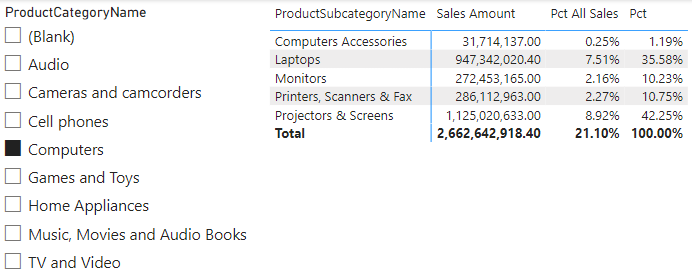 ProductCategoryName
(Blank)
Audio
Cameras and camcorders
Cell phones
Computers
Games and Toys
Home Appliances
Music, Movies and Audio Books
TV and Video
ProductSubcategoryName Sales Amount Pct All Sales Pct
Computers Accessories 31,714,137.00 0.25% 1.19%
Laptops 947,342,020.40 7.51% 35.58%
Monitors 272,453,165.00 2.16% 10.23%
Printers, Scanners & Fax 286,112,963.00 2.27% 10.75%
Projectors & Screens 1,125,020,633.00 8.92% 42.25%
Total 2,662,642,918.40 21.10% 100.00%